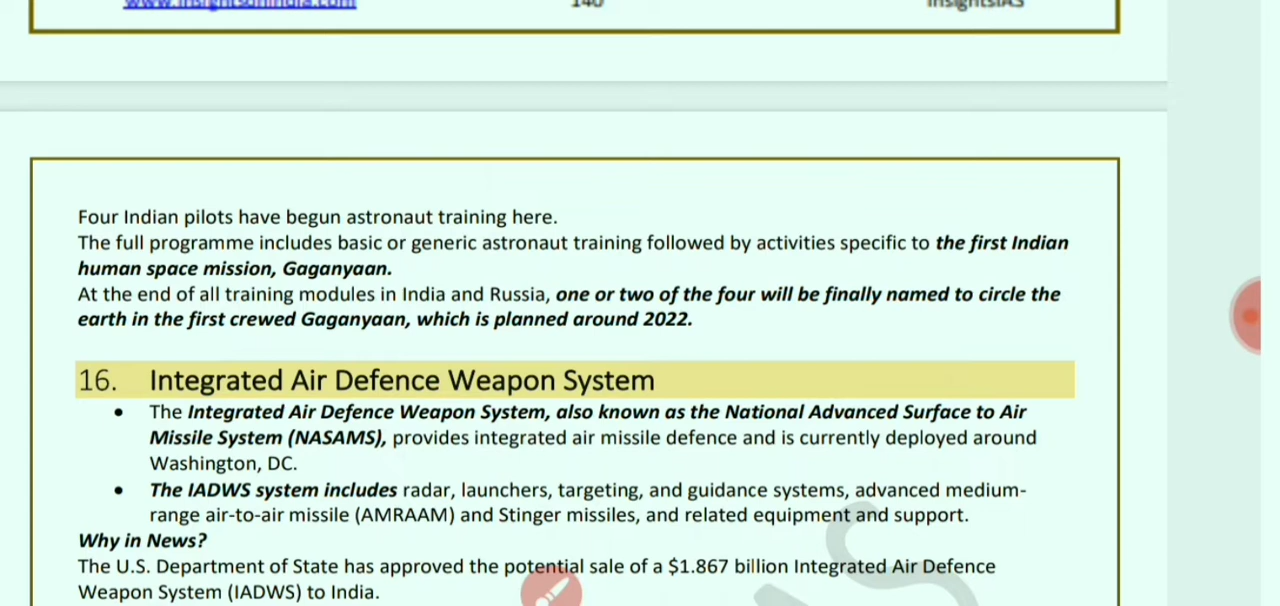 www.insightsonindia.com 140 InsightsIAS
Four Indian pilots have begun astronaut training here.
The full programme includes basic or generic astronaut training followed by activities specific to the first Indian
human space mission, Gaganyaan.
At the end of all training modules in India and Russia, one or two of the four will be finally named to circle the
earth in the first crewed Gaganyaan, which is planned around 2022.
16. Integrated Air Defence Weapon System
• The Integrated Air Defence Weapon System, also known as the National Advanced Surface to Air
Missile System (NASAMS), provides integrated air missile defence and is currently deployed around
Washington, DC.
• The IADWS system includes radar, launchers, targeting, and guidance systems, advanced medium-
range air-to-air missile (AMRAAM) and Stinger missiles, and related equipment and support.
Why in News?
The U.S. Department of State has approved the potential sale of a $1.867 billion Integrated Air Defence
Weapon System (IADWS) to India.